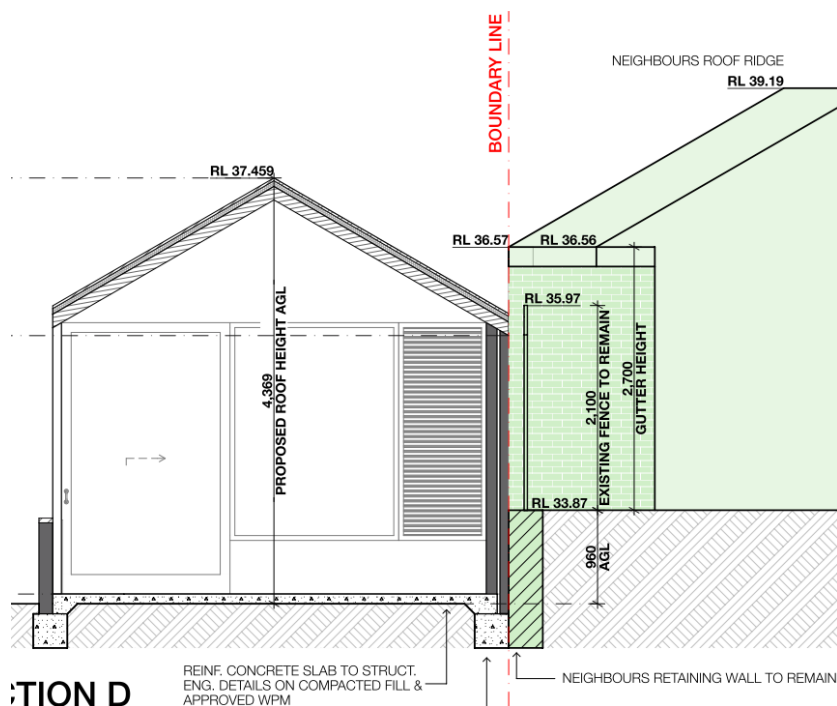 BOUNDARY LINE
NEIGHBOURS ROOF RIDGE
RL 39.19
RL 37.459
RL 36.57
RL 36.56
RL 35.97
4,369
PROPOSED ROOF HEIGHT AGL
2,100
EXISTING FENCE TO REMAIN
2,700
GUTTER HEIGHT
RL 33.87
960
AGL
CTION D
REINF. CONCRETE SLAB TO STRUCT.
ENG. DETAILS ON COMPACTED FILL &
APPROVED WPM
NEIGHBOURS RETAINING WALL TO REMAIN